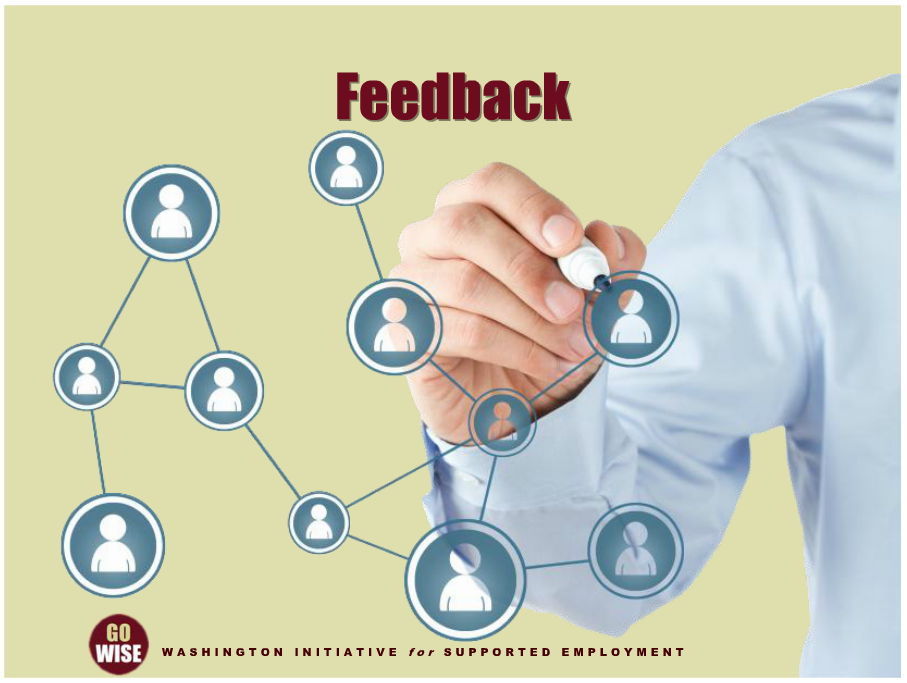 Feedback
GO
WISE
WASHINGTON INITIATIVE for SUPPORTED EMPLOYMENT